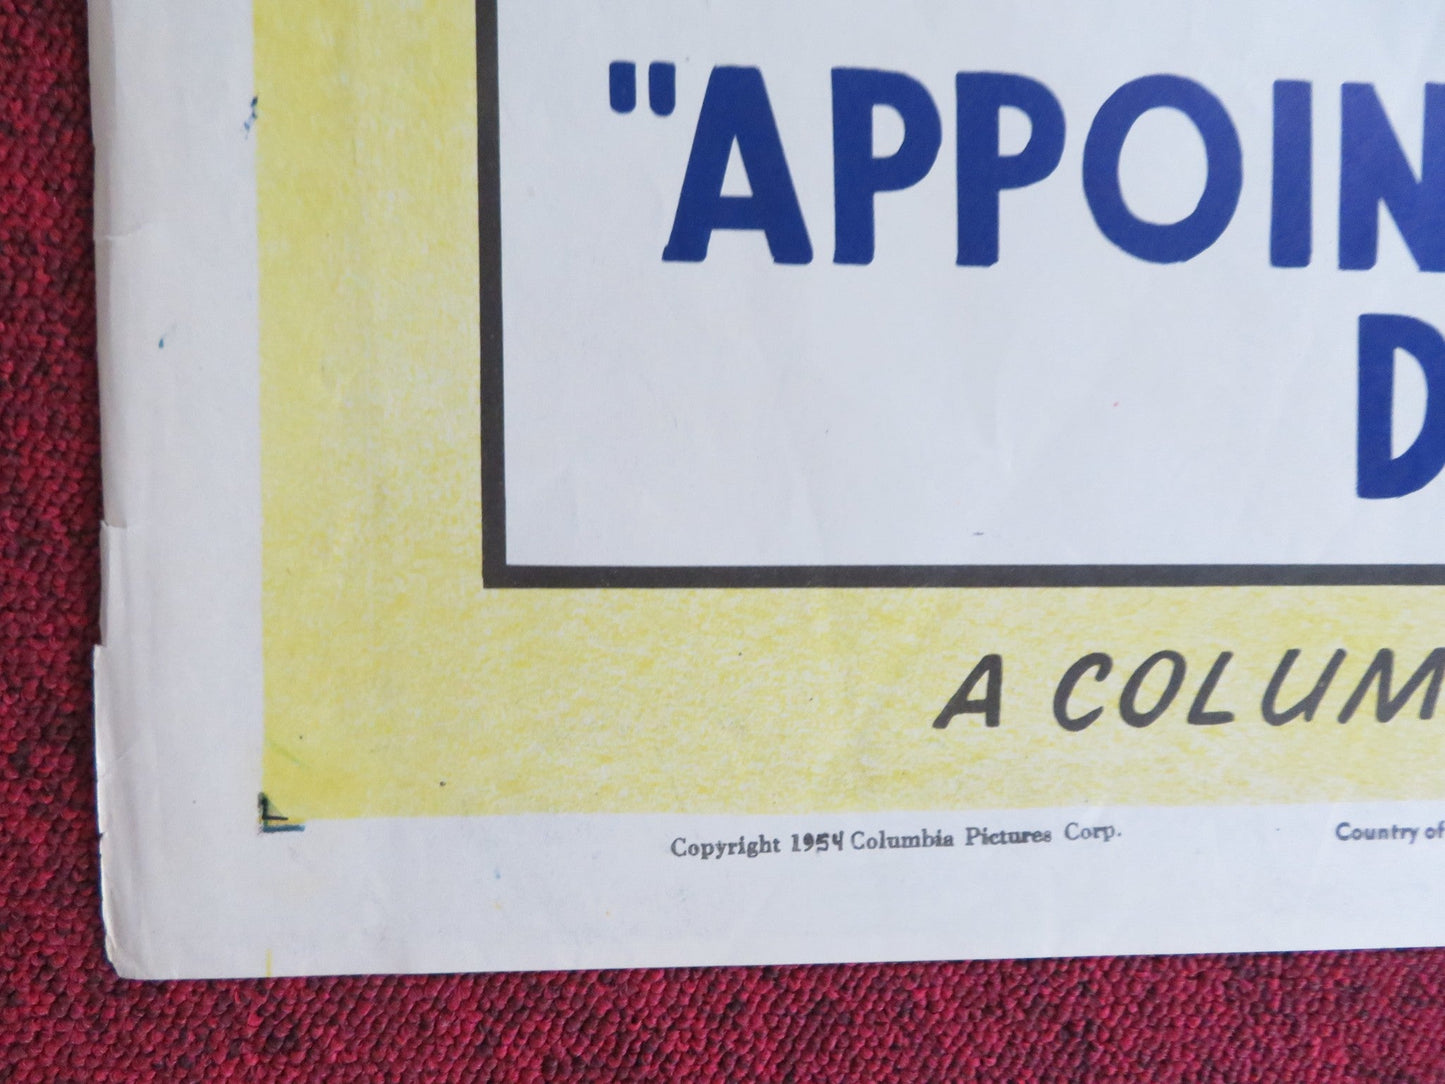 "APPOIN
D
A COLUM
Copyright 1954 Columbia Pictures Corp. Country of